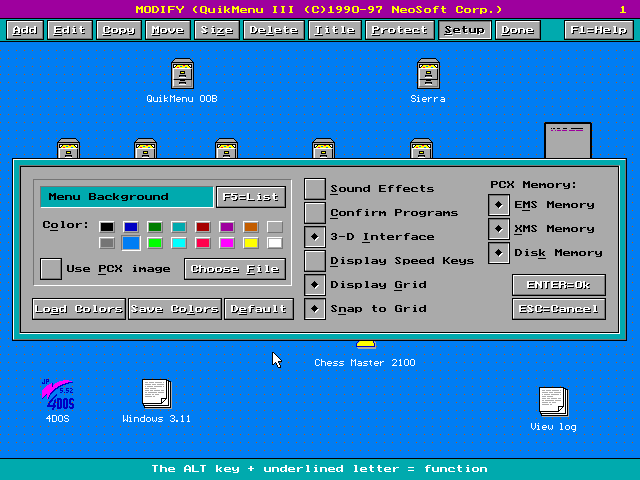 MODIFY (QuikMenu III (C)1990-97 NeoSoft Corp.) 1
Add Edit Copy Move Size Delete Title Protect Setup Done F1=Help
QuikMenu OOB Sierra
Menu Background F5=List
Color:
Use PCX image Choose File
Load Colors Save Colors Default
Sound Effects
Confirm Programs
3-D Interface
Display Speed Keys
Display Grid
Snap to Grid
PCX Memory:
EMS Memory
XMS Memory
Disk Memory
ENTER=Ok
ESC=Cancel
Chess Master 2100
JP
5.52
4DOS
4DOS Windows 3.11 View log
The ALT key + underlined letter = function